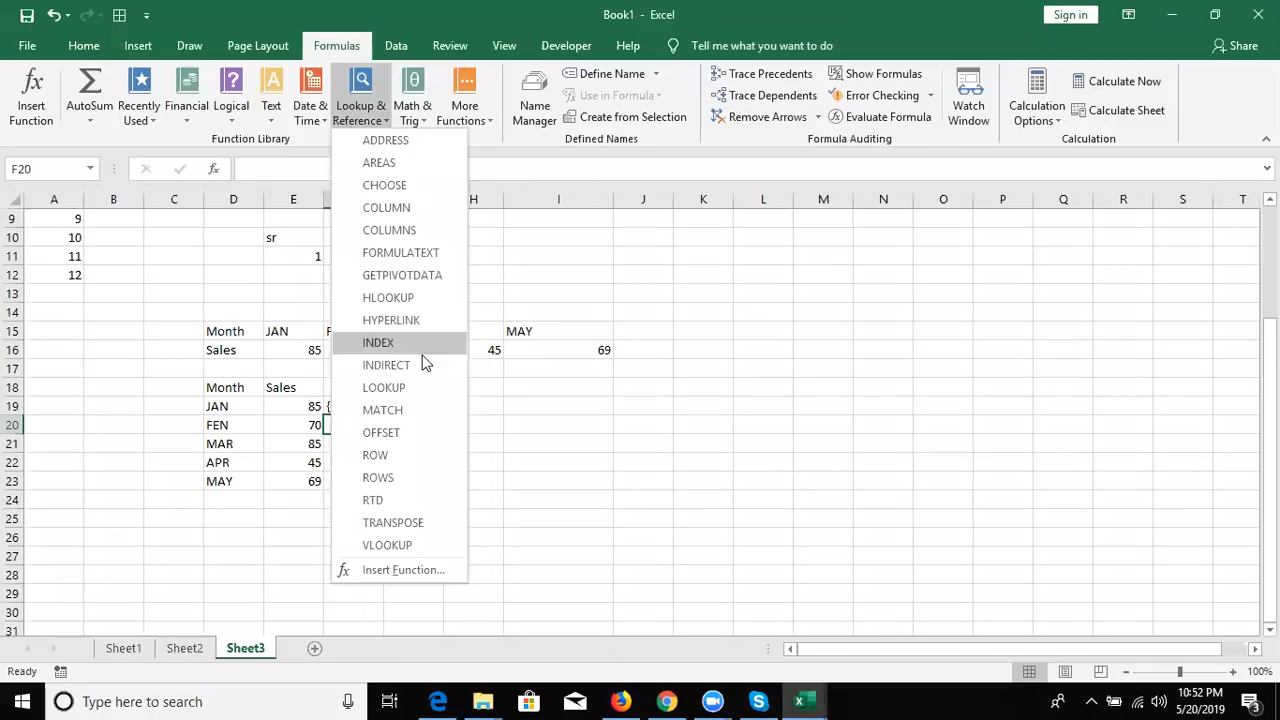 Book1 - Excel
Sign in
File Home Insert Draw Page Layout Formulas Data Review View Developer Help Tell me what you want to do Share
Insert Function
AutoSum
Recently Used
Financial
Logical
Text
Date & Time
Lookup & Reference
Math & Trig
More Functions
Function Library
Name Manager
Define Name
Use in Formula
Create from Selection
Defined Names
Trace Precedents
Trace Dependents
Remove Arrows
Show Formulas
Error Checking
Evaluate Formula
Formula Auditing
Watch Window
Calculation Options
Calculate Now
Calculate Sheet
Calculation
F20
fx
A B C D E H I J K L M N O P Q R S T
9 9
10 10 sr
11 11 1
12 12
13
14
15 Month JAN F MAY
16 Sales 85 45 69
17
18 Month Sales
19 JAN 85 {
20 FEN 70
21 MAR 85
22 APR 45
23 MAY 69
24
25
26
27
28
29
30
31
ADDRESS
AREAS
CHOOSE
COLUMN
COLUMNS
FORMULATEXT
GETPIVOTDATA
HLOOKUP
HYPERLINK
INDEX
INDIRECT
LOOKUP
MATCH
OFFSET
ROW
ROWS
RTD
TRANSPOSE
VLOOKUP
fx Insert Function...
Sheet1 Sheet2 Sheet3
Ready
100%
Type here to search
10:52 PM
5/20/2019
3